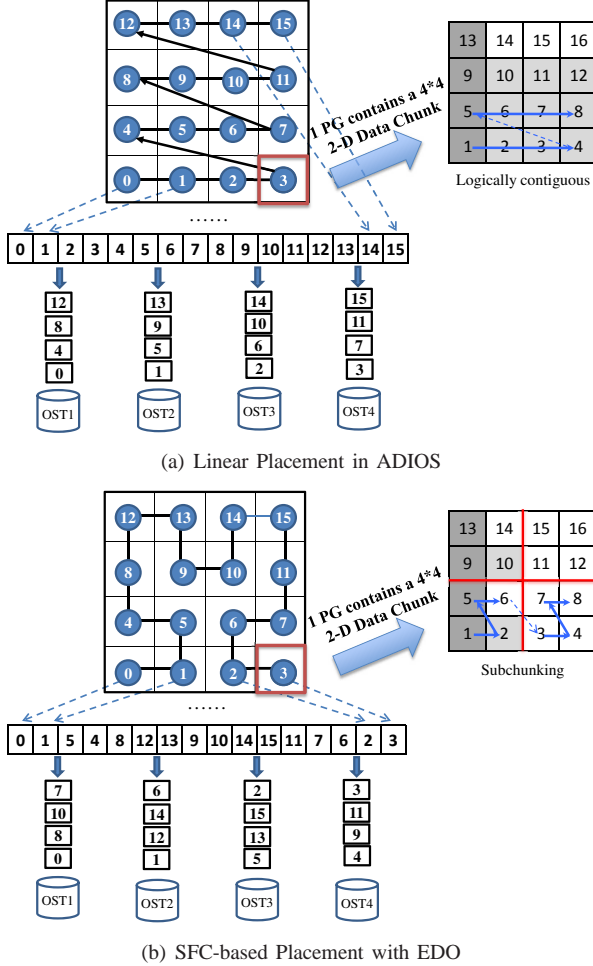 12 13 14 15
8 9 10 11
4 5 6 7
0 1 2 3
1 PG contains a 4*4
2-D Data Chunk
13 14 15 16
9 10 11 12
5 6 7 8
1 2 3 4
Logically contiguous
......
0 1 2 3 4 5 6 7 8 9 10 11 12 13 14 15
12 13 14 15
8 9 10 11
4 5 6 7
0 1 2 3
OST1 OST2 OST3 OST4
(a) Linear Placement in ADIOS
12 13 14 15
8 9 10 11
4 5 6 7
0 1 2 3
1 PG contains a 4*4
2-D Data Chunk
13 14 15 16
9 10 11 12
5 6 7 8
1 2 3 4
Subchunking
......
0 1 5 4 8 12 13 9 10 14 15 11 7 6 2 3
7 6 2 3
10 14 15 11
8 12 13 9
0 1 5 4
OST1 OST2 OST3 OST4
(b) SFC-based Placement with EDO